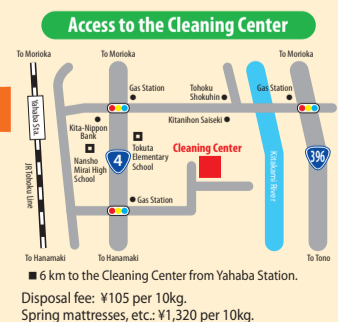 Access to the Cleaning Center
To Morioka
To Morioka
To Morioka
Gas Station
Tohoku
Shokuhin
Gas Station
Yahaba Sta.
Kita-Nippon
Bank
Kitanihon Saiseki
Tokuta
Elementary
School
Cleaning Center
Nansho
Mirai High
School
4
396
JR Tohoku Line
Kitakami River
Gas Station
To Hanamaki
To Hanamaki
To Tono
■ 6 km to the Cleaning Center from Yahaba Station.
Disposal fee: ¥105 per 10kg.
Spring mattresses, etc.: ¥1,320 per 10kg.